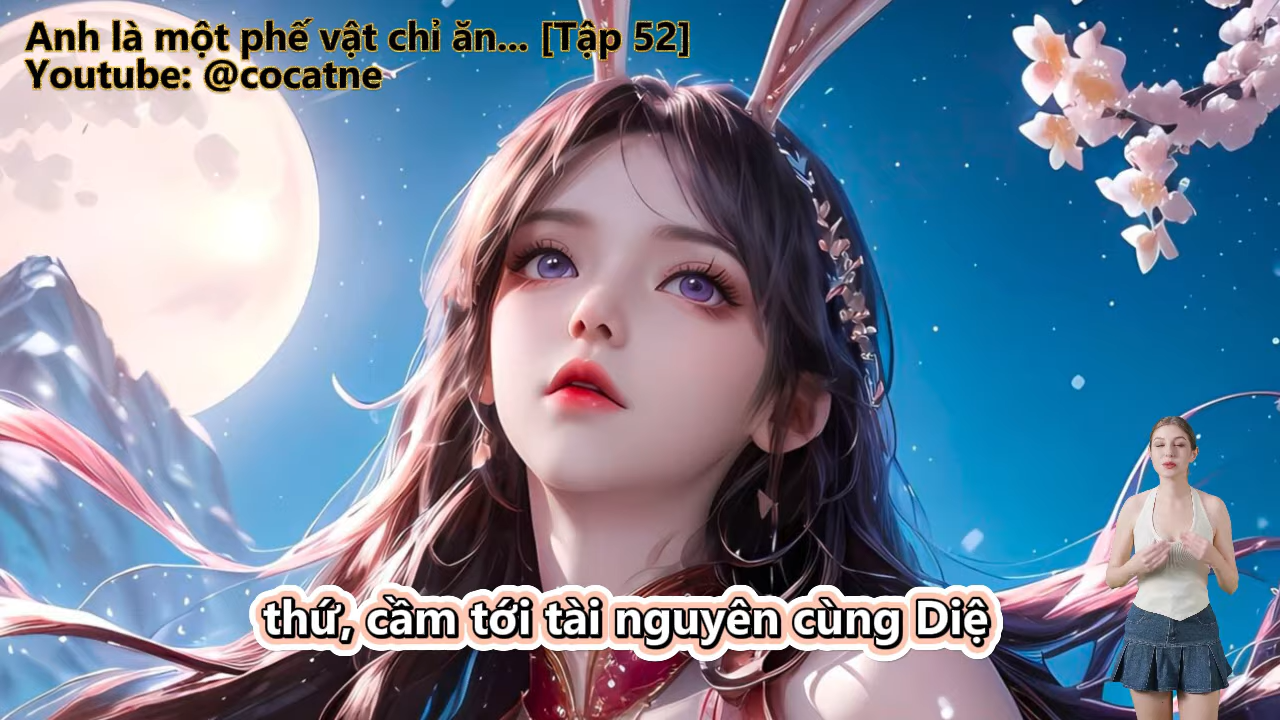 Anh là một phế vật chỉ ăn... [Tập 52]
Youtube: @cocatne
thứ, cầm tới tài nguyên cùng Diệ